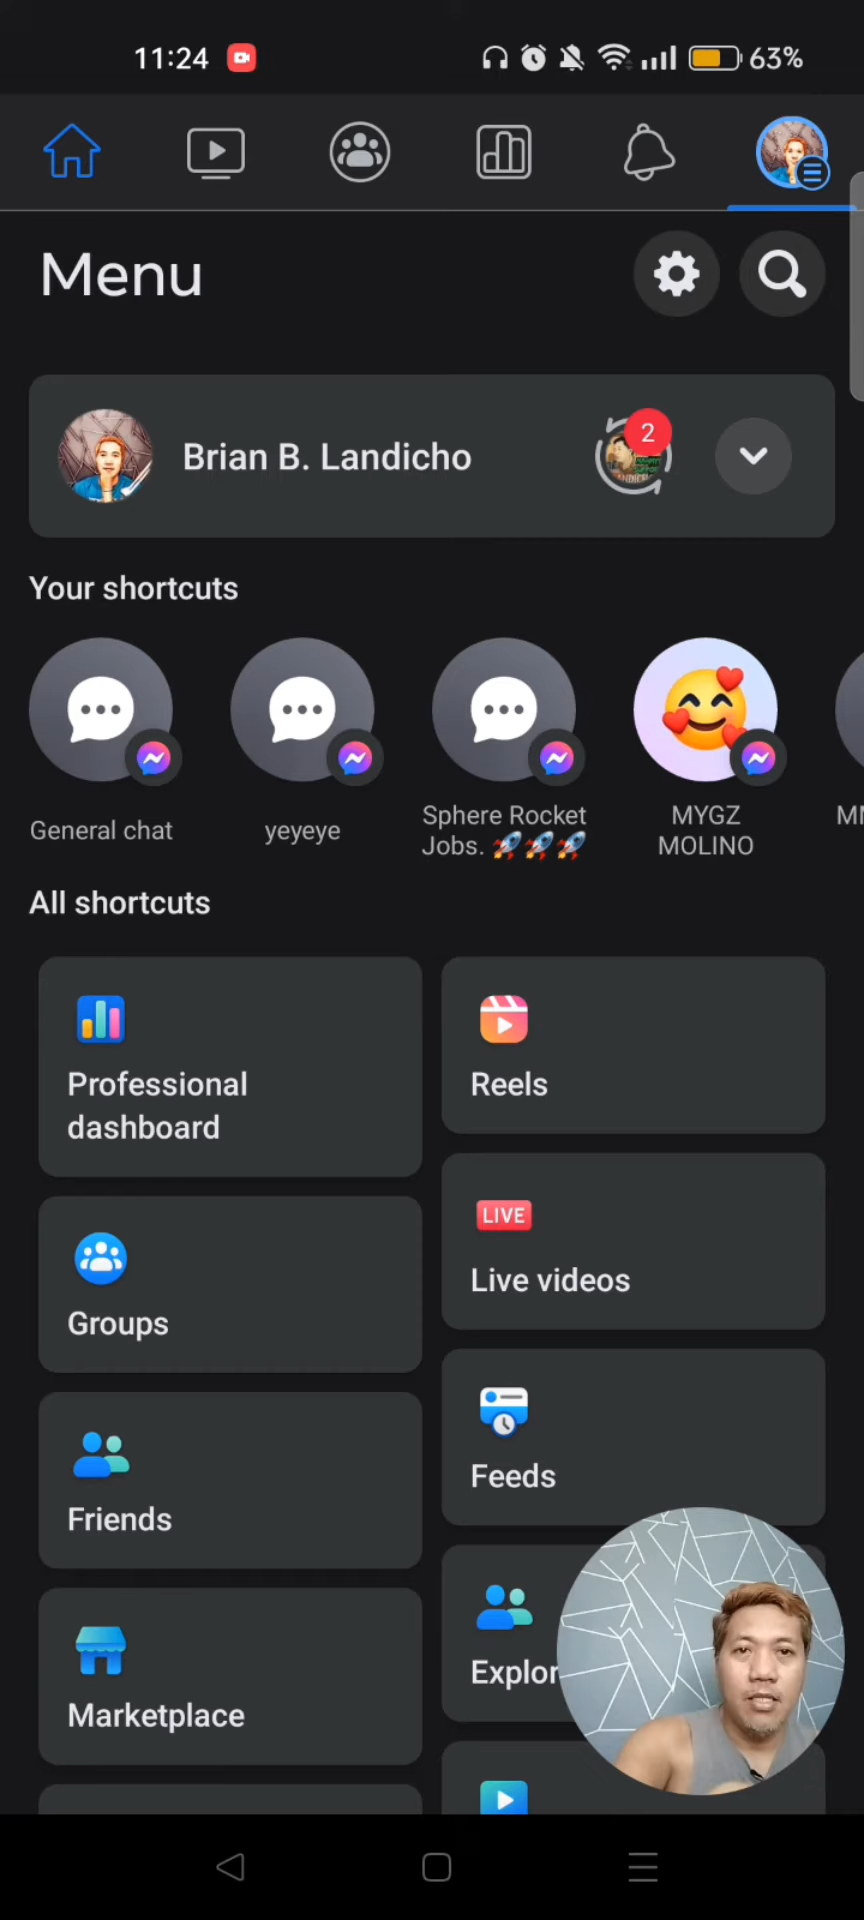 11:24
63%
Menu
Brian B. Landicho
2
Your shortcuts
General chat
yeyeye
Sphere Rocket
Jobs. 🚀🚀🚀
MYGZ
MOLINO
All shortcuts
Professional
dashboard
Reels
LIVE
Live videos
Groups
Feeds
Friends
Explor
Marketplace